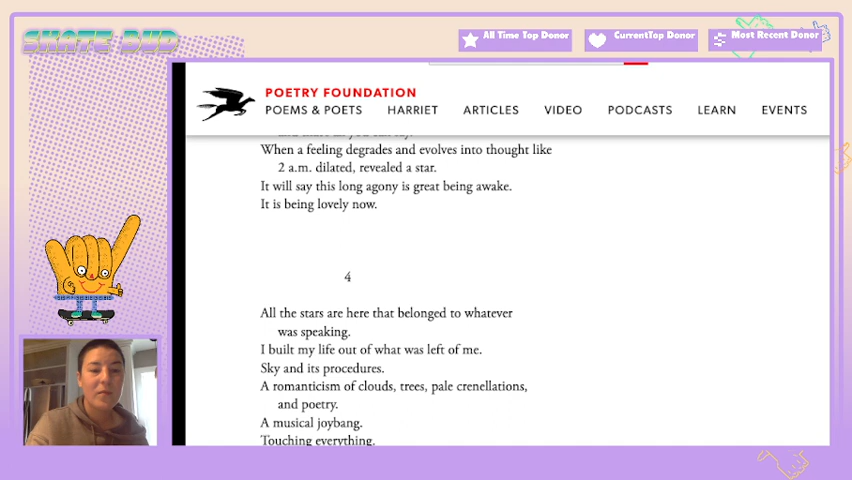 SKATE BUD
All Time Top Donor
CurrentTop Donor
Most Recent Donor
POETRY FOUNDATION
POEMS & POETS HARRIET ARTICLES VIDEO PODCASTS LEARN EVENTS
When a feeling degrades and evolves into thought like
2 a.m. dilated, revealed a star.
It will say this long agony is great being awake.
It is being lovely now.
4
All the stars are here that belonged to whatever
was speaking.
I built my life out of what was left of me.
Sky and its procedures.
A romanticism of clouds, trees, pale crenellations,
and poetry.
A musical joybang.
Touching everything.